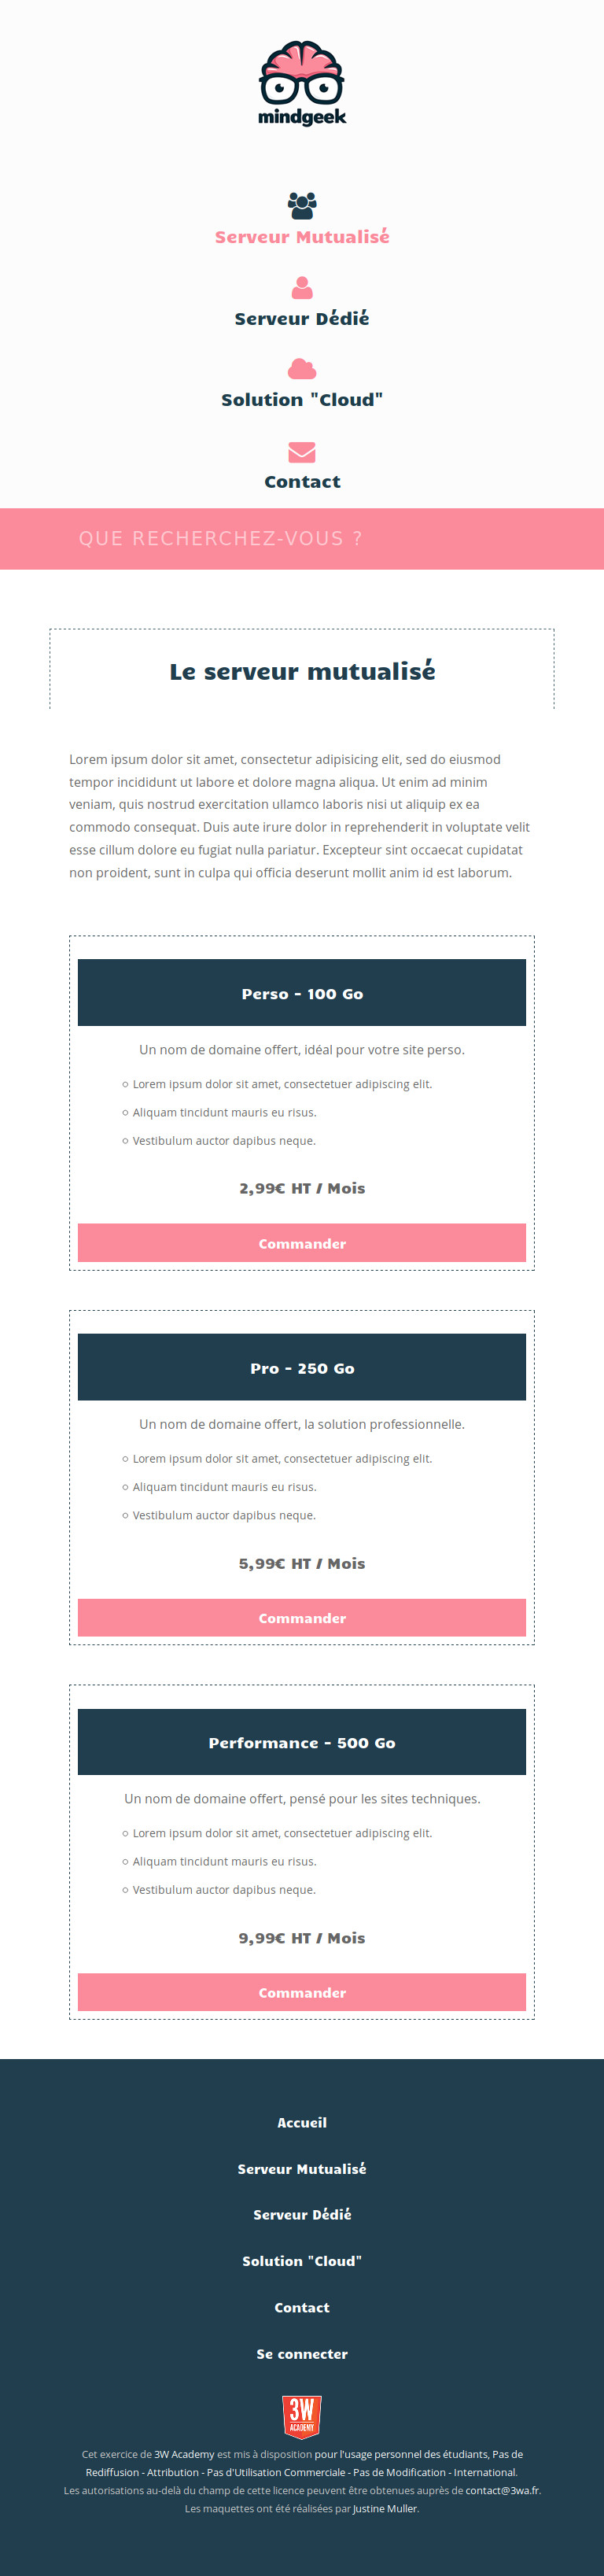 mindgeek
Serveur Mutualisé
Serveur Dédié
Solution "Cloud"
Contact
QUE RECHERCHEZ-VOUS ?
Le serveur mutualisé
Lorem ipsum dolor sit amet, consectetur adipisicing elit, sed do eiusmod
tempor incididunt ut labore et dolore magna aliqua. Ut enim ad minim
veniam, quis nostrud exercitation ullamco laboris nisi ut aliquip ex ea
commodo consequat. Duis aute irure dolor in reprehenderit in voluptate velit
esse cillum dolore eu fugiat nulla pariatur. Excepteur sint occaecat cupidatat
non proident, sunt in culpa qui officia deserunt mollit anim id est laborum.
Perso - 100 Go
Un nom de domaine offert, idéal pour votre site perso.
Lorem ipsum dolor sit amet, consectetuer adipiscing elit.
Aliquam tincidunt mauris eu risus.
Vestibulum auctor dapibus neque.
2,99€ HT / Mois
Commander
Pro - 250 Go
Un nom de domaine offert, la solution professionnelle.
Lorem ipsum dolor sit amet, consectetuer adipiscing elit.
Aliquam tincidunt mauris eu risus.
Vestibulum auctor dapibus neque.
5,99€ HT / Mois
Commander
Performance - 500 Go
Un nom de domaine offert, pensé pour les sites techniques.
Lorem ipsum dolor sit amet, consectetuer adipiscing elit.
Aliquam tincidunt mauris eu risus.
Vestibulum auctor dapibus neque.
9,99€ HT / Mois
Commander
Accueil
Serveur Mutualisé
Serveur Dédié
Solution "Cloud"
Contact
Se connecter
3W
ACADEMY
Cet exercice de 3W Academy est mis à disposition pour l'usage personnel des étudiants, Pas de
Rediffusion - Attribution - Pas d'Utilisation Commerciale - Pas de Modification - International.
Les autorisations au-delà du champ de cette licence peuvent être obtenues auprès de contact@3wa.fr.
Les maquettes ont été réalisées par Justine Muller.